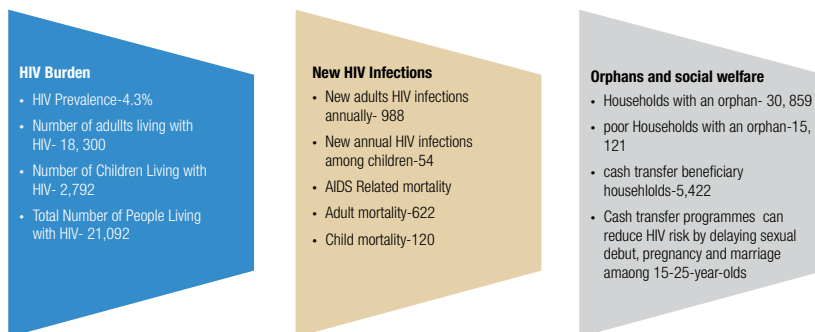 HIV Burden
• HIV Prevalence-4.3%
• Number of adullts living with
HIV- 18, 300
• Number of Children Living with
HIV- 2,792
• Total Number of People Living
with HIV- 21,092
New HIV Infections
• New adults HIV infections
annually- 988
• New annual HIV infections
among children-54
• AIDS Related mortality
• Adult mortality-622
• Child mortality-120
Orphans and social welfare
• Households with an orphan- 30, 859
• poor Households with an orphan-15,
121
• cash transfer beneficiary
househlolds-5,422
• Cash transfer programmes can
reduce HIV risk by delaying sexual
debut, pregnancy and marriage
amaong 15-25-year-olds